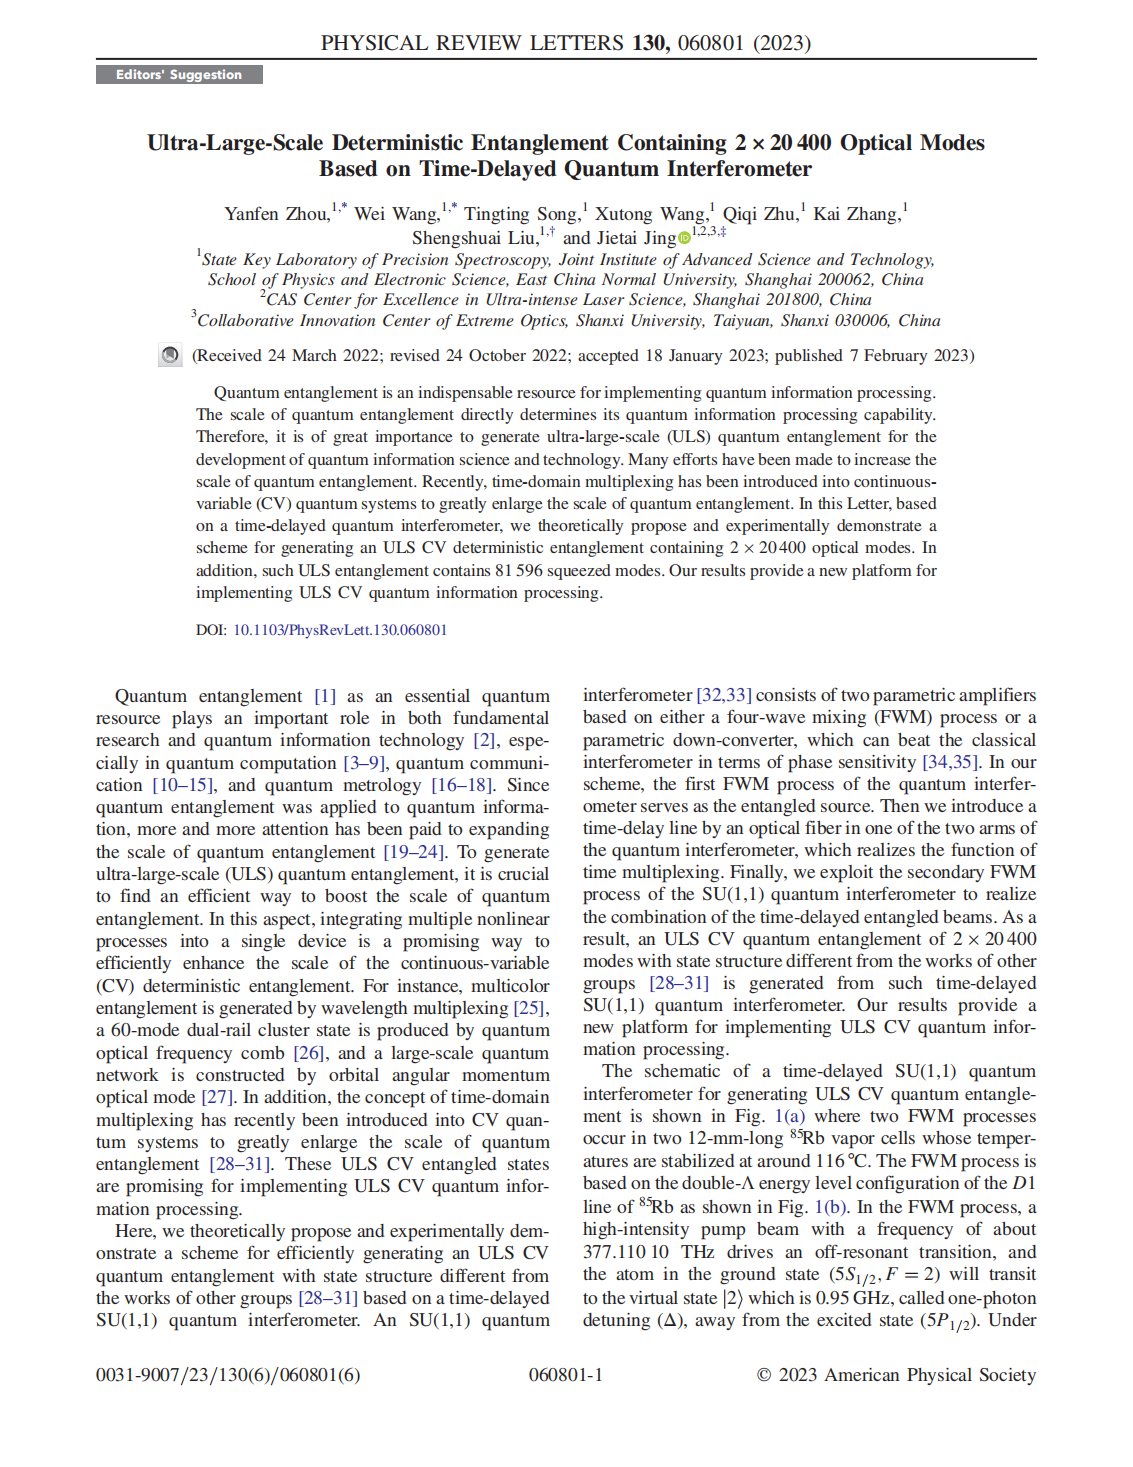 PHYSICAL REVIEW LETTERS 130, 060801 (2023)
Editors' Suggestion
Ultra-Large-Scale Deterministic Entanglement Containing 2 × 20 400 Optical Modes
Based on Time-Delayed Quantum Interferometer
Yanfen Zhou,1,* Wei Wang,1,* Tingting Song,1 Xutong Wang,1 Qiqi Zhu,1 Kai Zhang,1
Shengshuai Liu,1,† and Jietai Jing 1,2,3,‡
1State Key Laboratory of Precision Spectroscopy, Joint Institute of Advanced Science and Technology,
School of Physics and Electronic Science, East China Normal University, Shanghai 200062, China
2CAS Center for Excellence in Ultra-intense Laser Science, Shanghai 201800, China
3Collaborative Innovation Center of Extreme Optics, Shanxi University, Taiyuan, Shanxi 030006, China
(Received 24 March 2022; revised 24 October 2022; accepted 18 January 2023; published 7 February 2023)
Quantum entanglement is an indispensable resource for implementing quantum information processing.
The scale of quantum entanglement directly determines its quantum information processing capability.
Therefore, it is of great importance to generate ultra-large-scale (ULS) quantum entanglement for the
development of quantum information science and technology. Many efforts have been made to increase the
scale of quantum entanglement. Recently, time-domain multiplexing has been introduced into continuous-
variable (CV) quantum systems to greatly enlarge the scale of quantum entanglement. In this Letter, based
on a time-delayed quantum interferometer, we theoretically propose and experimentally demonstrate a
scheme for generating an ULS CV deterministic entanglement containing 2 × 20 400 optical modes. In
addition, such ULS entanglement contains 81 596 squeezed modes. Our results provide a new platform for
implementing ULS CV quantum information processing.
DOI: 10.1103/PhysRevLett.130.060801
Quantum entanglement [1] as an essential quantum
resource plays an important role in both fundamental
research and quantum information technology [2], espe-
cially in quantum computation [3–9], quantum communi-
cation [10–15], and quantum metrology [16–18]. Since
quantum entanglement was applied to quantum informa-
tion, more and more attention has been paid to expanding
the scale of quantum entanglement [19–24]. To generate
ultra-large-scale (ULS) quantum entanglement, it is crucial
to find an efficient way to boost the scale of quantum
entanglement. In this aspect, integrating multiple nonlinear
processes into a single device is a promising way to
efficiently enhance the scale of the continuous-variable
(CV) deterministic entanglement. For instance, multicolor
entanglement is generated by wavelength multiplexing [25],
a 60-mode dual-rail cluster state is produced by quantum
optical frequency comb [26], and a large-scale quantum
network is constructed by orbital angular momentum
optical mode [27]. In addition, the concept of time-domain
multiplexing has recently been introduced into CV quan-
tum systems to greatly enlarge the scale of quantum
entanglement [28–31]. These ULS CV entangled states
are promising for implementing ULS CV quantum infor-
mation processing.
Here, we theoretically propose and experimentally dem-
onstrate a scheme for efficiently generating an ULS CV
quantum entanglement with state structure different from
the works of other groups [28–31] based on a time-delayed
SU(1,1) quantum interferometer. An SU(1,1) quantum
interferometer [32,33] consists of two parametric amplifiers
based on either a four-wave mixing (FWM) process or a
parametric down-converter, which can beat the classical
interferometer in terms of phase sensitivity [34,35]. In our
scheme, the first FWM process of the quantum interfer-
ometer serves as the entangled source. Then we introduce a
time-delay line by an optical fiber in one of the two arms of
the quantum interferometer, which realizes the function of
time multiplexing. Finally, we exploit the secondary FWM
process of the SU(1,1) quantum interferometer to realize
the combination of the time-delayed entangled beams. As a
result, an ULS CV quantum entanglement of 2 × 20 400
modes with state structure different from the works of other
groups [28–31] is generated from such time-delayed
SU(1,1) quantum interferometer. Our results provide a
new platform for implementing ULS CV quantum infor-
mation processing.
The schematic of a time-delayed SU(1,1) quantum
interferometer for generating ULS CV quantum entangle-
ment is shown in Fig. 1(a) where two FWM processes
occur in two 12-mm-long 85Rb vapor cells whose temper-
atures are stabilized at around 116 °C. The FWM process is
based on the double-Λ energy level configuration of the D1
line of 85Rb as shown in Fig. 1(b). In the FWM process, a
high-intensity pump beam with a frequency of about
377.110 10 THz drives an off-resonant transition, and
the atom in the ground state (5S1/2, F = 2) will transit
to the virtual state |2⟩ which is 0.95 GHz, called one-photon
detuning (Δ), away from the excited state (5P1/2). Under
0031-9007/23/130(6)/060801(6)
060801-1
© 2023 American Physical Society